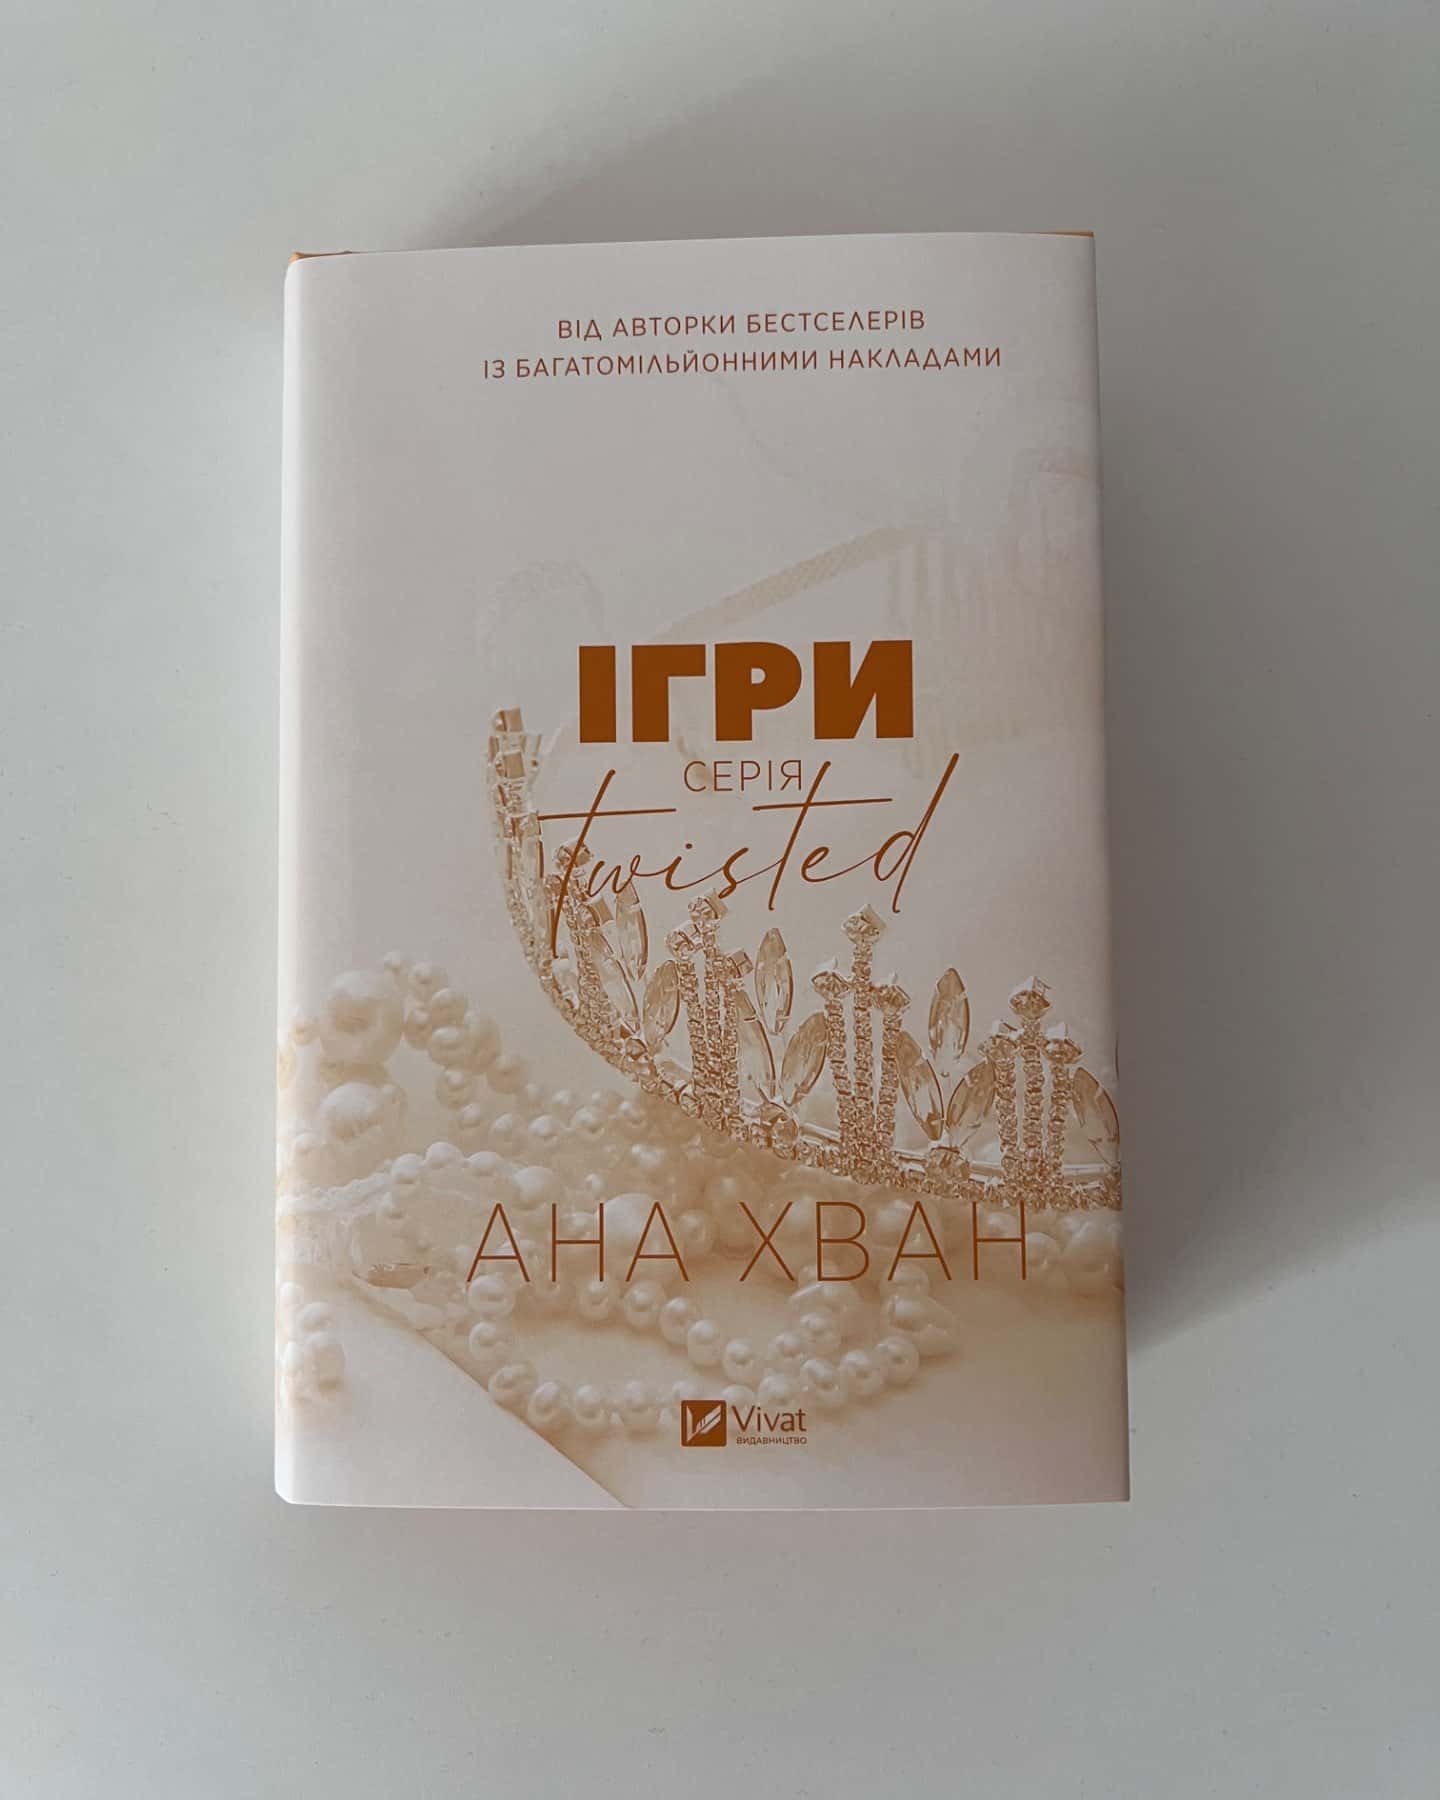 ВІД АВТОРКИ БЕСТСЕЛЕРІВ
ІЗ БАГАТОМІЛЬЙОННИМИ НАКЛАДАМИ
ІГРИ
СЕРІЯ
twisted
АНА ХВАН
Vivat
ВИДАВНИЦТВО